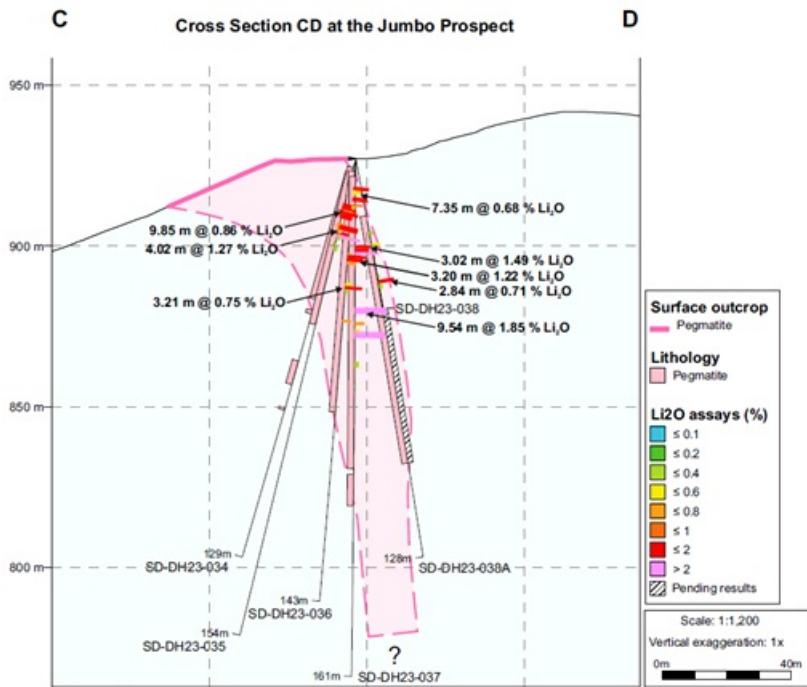 C
Cross Section CD at the Jumbo Prospect
D
950 m
900 m
850 m
800 m
7.35 m @ 0.68 % Li₂O
9.85 m @ 0.86 % Li₂O
4.02 m @ 1.27 % Li₂O
3.02 m @ 1.49 % Li₂O
3.20 m @ 1.22 % Li₂O
2.84 m @ 0.71 % Li₂O
3.21 m @ 0.75 % Li₂O
SD-DH23-038
9.54 m @ 1.85 % Li₂O
129m
SD-DH23-034
128m
SD-DH23-038A
143m
SD-DH23-036
154m
SD-DH23-035
?
161m
SD-DH23-037
Surface outcrop
Pegmatite
Lithology
Pegmatite
Li2O assays (%)
≤ 0.1
≤ 0.2
≤ 0.4
≤ 0.6
≤ 0.8
≤ 1
≤ 2
> 2
Pending results
Scale: 1:1,200
Vertical exaggeration: 1x
0m 40m